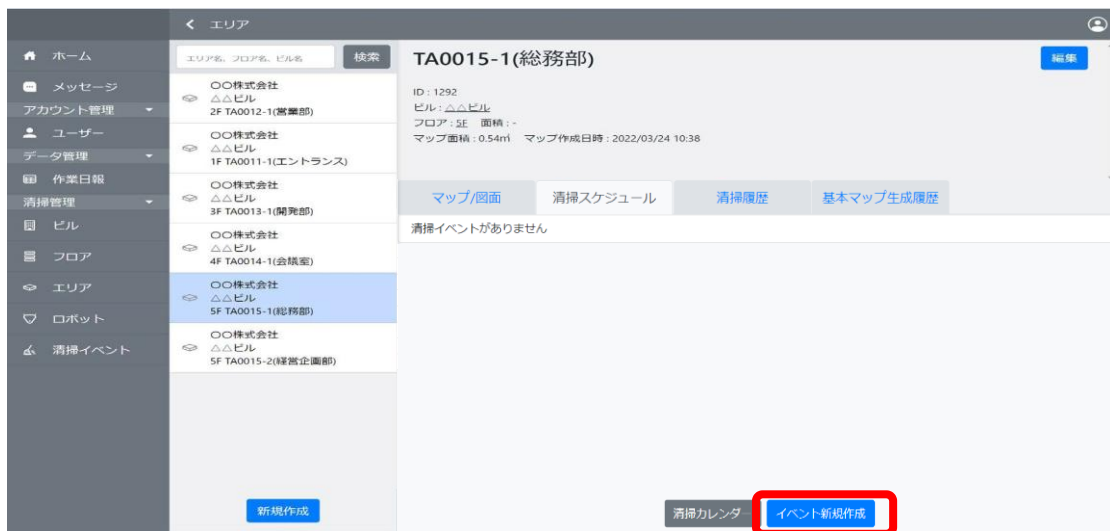 エリア
ホーム
メッセージ
アカウント管理
ユーザー
データ管理
作業日報
清掃管理
ビル
フロア
エリア
ロボット
清掃イベント
エリア名、フロア名、ビル名 検索
〇〇株式会社
△△ビル
2F TA0012-1(営業部)
〇〇株式会社
△△ビル
1F TA0011-1(エントランス)
〇〇株式会社
△△ビル
3F TA0013-1(開発部)
〇〇株式会社
△△ビル
4F TA0014-1(会議室)
〇〇株式会社
△△ビル
5F TA0015-1(総務部)
〇〇株式会社
△△ビル
5F TA0015-2(経営企画部)
新規作成
TA0015-1(総務部) 編集
ID : 1292
ビル : △△ビル
フロア : 5F 面積 : -
マップ面積 : 0.54㎡ マップ作成日時 : 2022/03/24 10:38
マップ/図面 清掃スケジュール 清掃履歴 基本マップ生成履歴
清掃イベントがありません
清掃カレンダー イベント新規作成